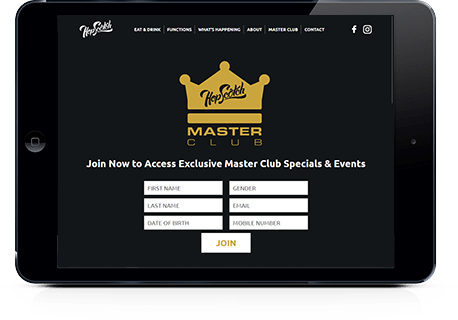 HopScotch EAT & DRINK FUNCTIONS WHAT'S HAPPENING ABOUT MASTER CLUB CONTACT
HopScotch
MASTER
CLUB
Join Now to Access Exclusive Master Club Specials & Events
FIRST NAME GENDER
LAST NAME EMAIL
DATE OF BIRTH MOBILE NUMBER
JOIN